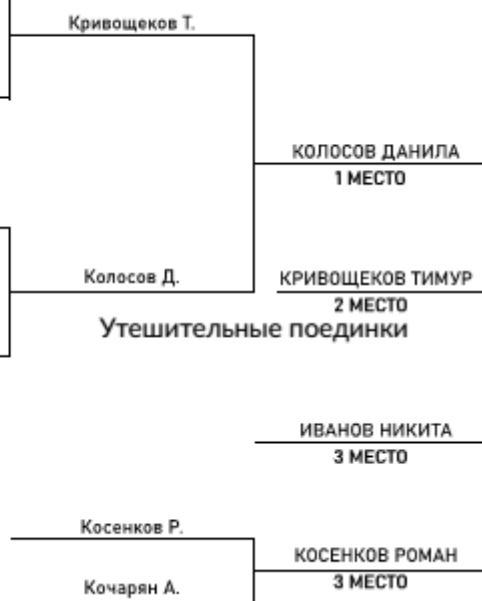 Кривощеков Т.
КОЛОСОВ ДАНИЛА
1 МЕСТО
Колосов Д.
КРИВОЩЕКОВ ТИМУР
2 МЕСТО
Утешительные поединки
ИВАНОВ НИКИТА
3 МЕСТО
Косенков Р.
КОСЕНКОВ РОМАН
3 МЕСТО
Кочарян А.